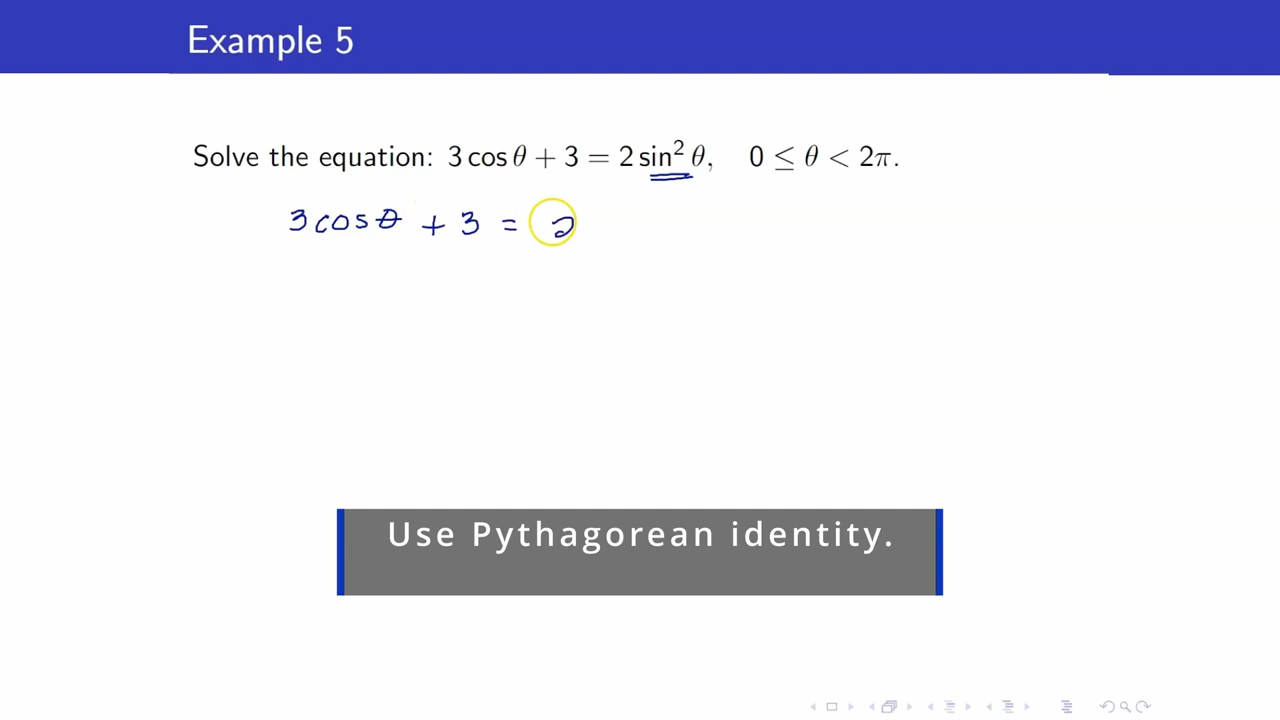 Example 5
Solve the equation: 3 cos θ + 3 = 2 sin² θ, 0 ≤ θ < 2π.
3 cos θ + 3 = 2
Use Pythagorean identity.